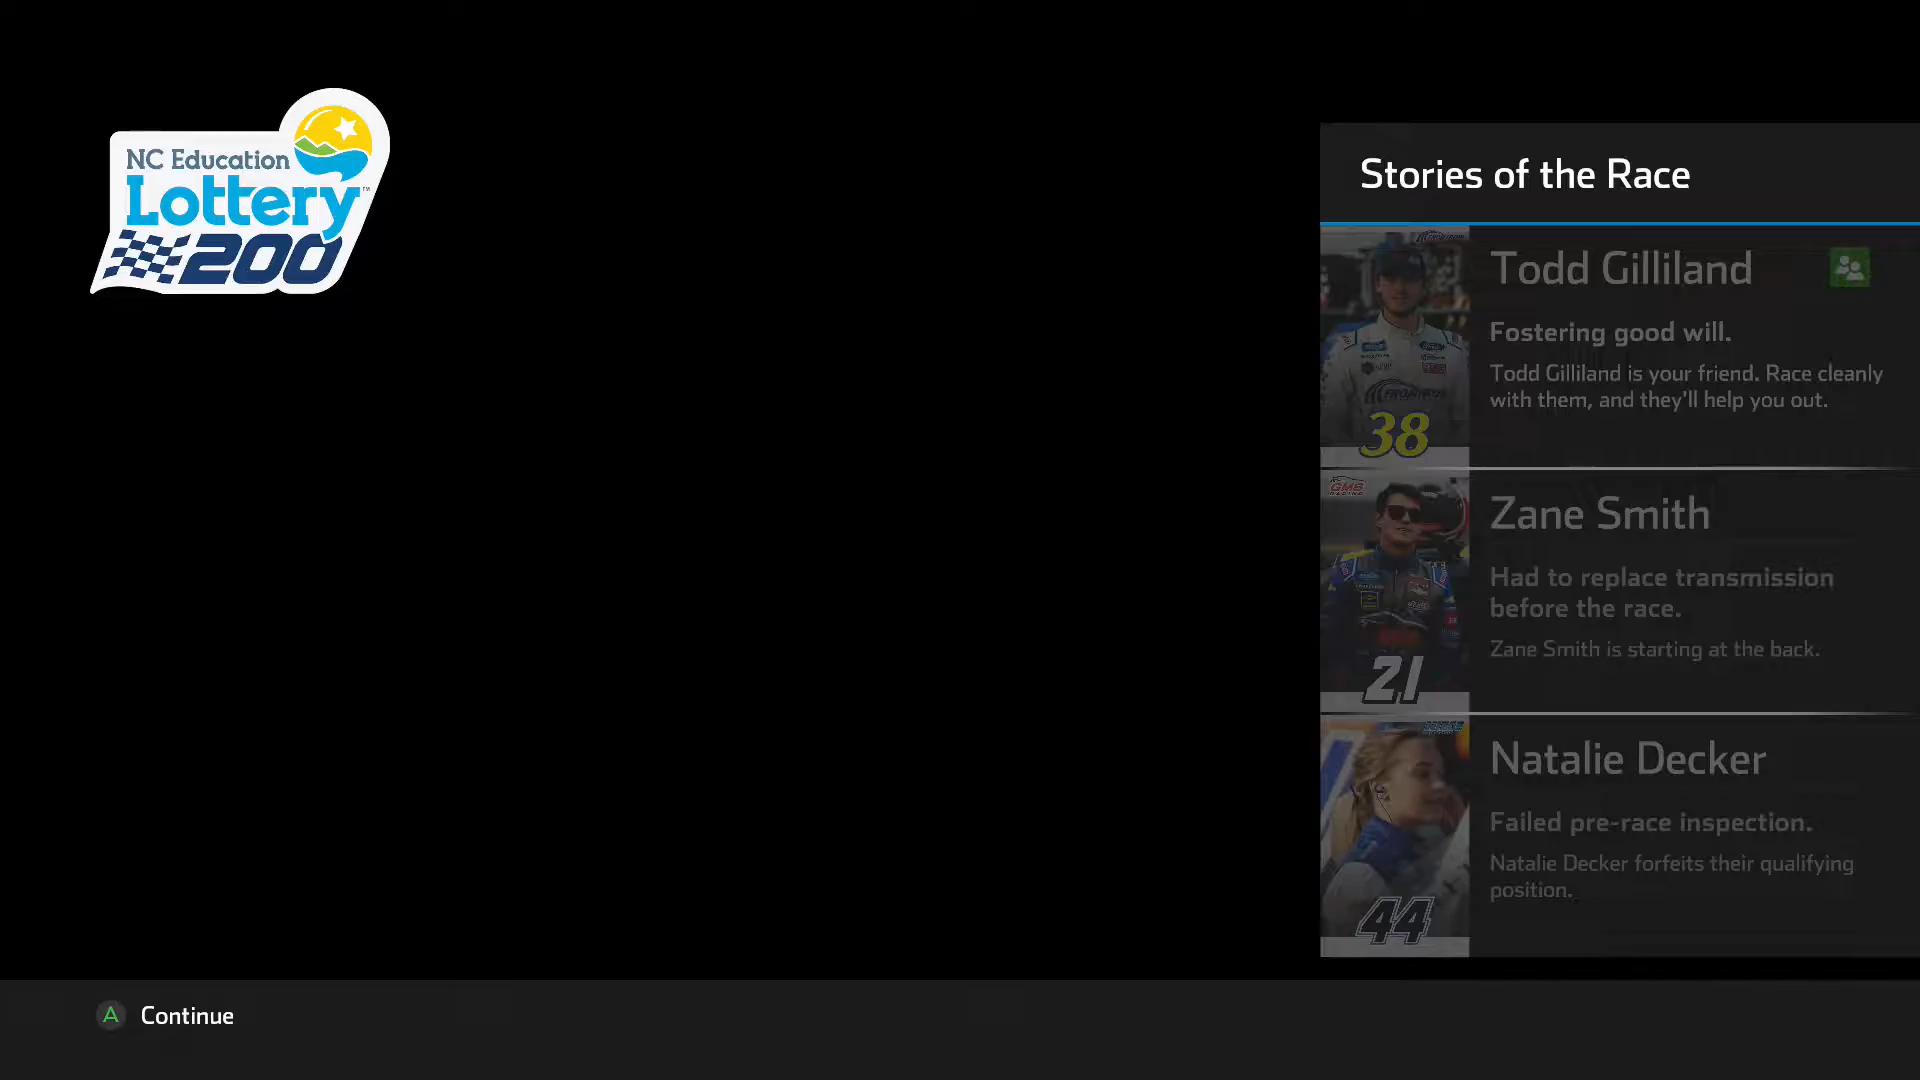 NC Education
Lottery™
200
Stories of the Race
Todd Gilliland
Fostering good will.
Todd Gilliland is your friend. Race cleanly
with them, and they'll help you out.
38
Zane Smith
Had to replace transmission
before the race.
Zane Smith is starting at the back.
GMS
RACING
21
Natalie Decker
Failed pre-race inspection.
Natalie Decker forfeits their qualifying
position.
44
A Continue